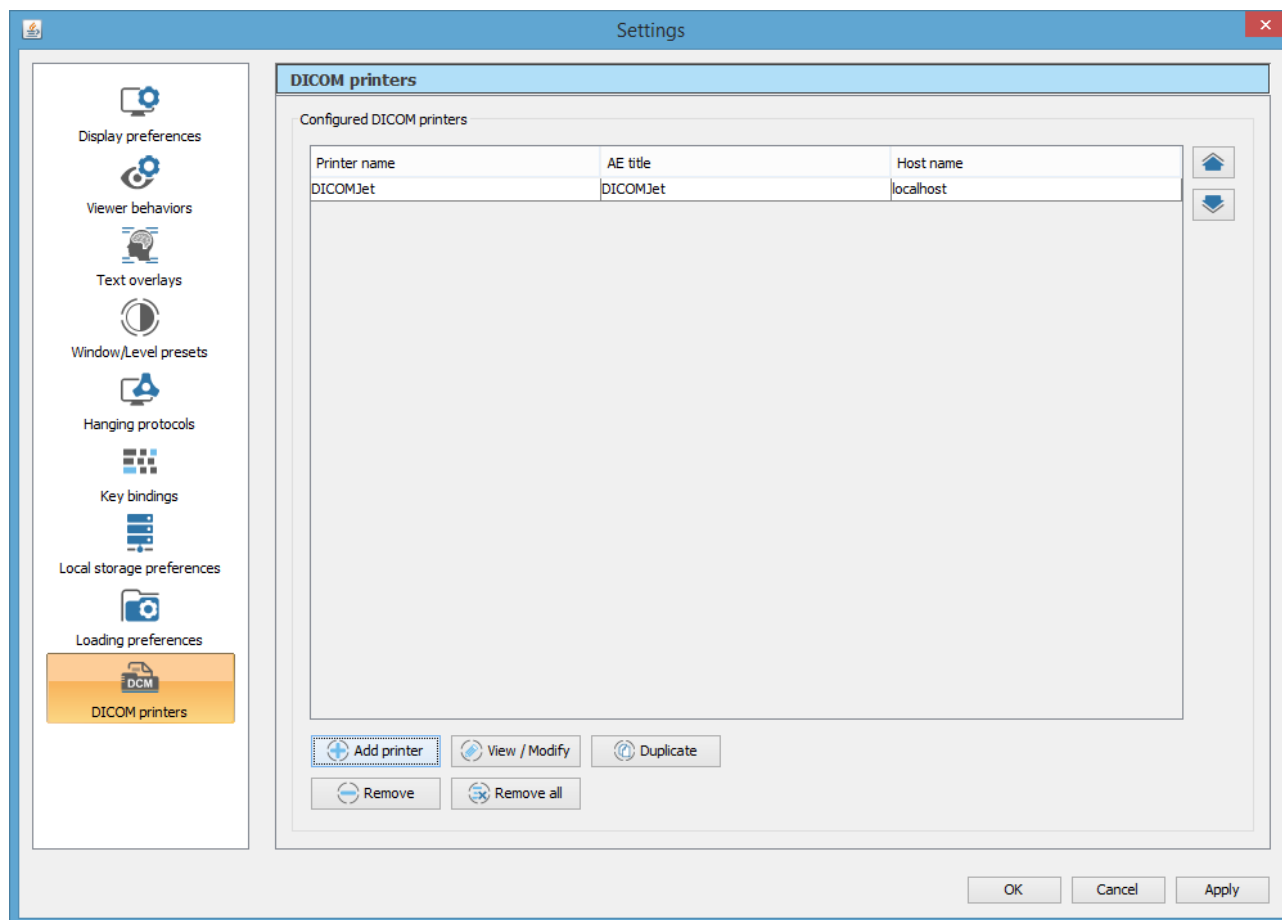 Settings
Display preferences
Viewer behaviors
Text overlays
Window/Level presets
Hanging protocols
Key bindings
Local storage preferences
Loading preferences
DCM
DICOM printers
DICOM printers
Configured DICOM printers
Printer name AE title Host name
DICOMJet DICOMJet localhost
Add printer View / Modify Duplicate
Remove Remove all
OK Cancel Apply